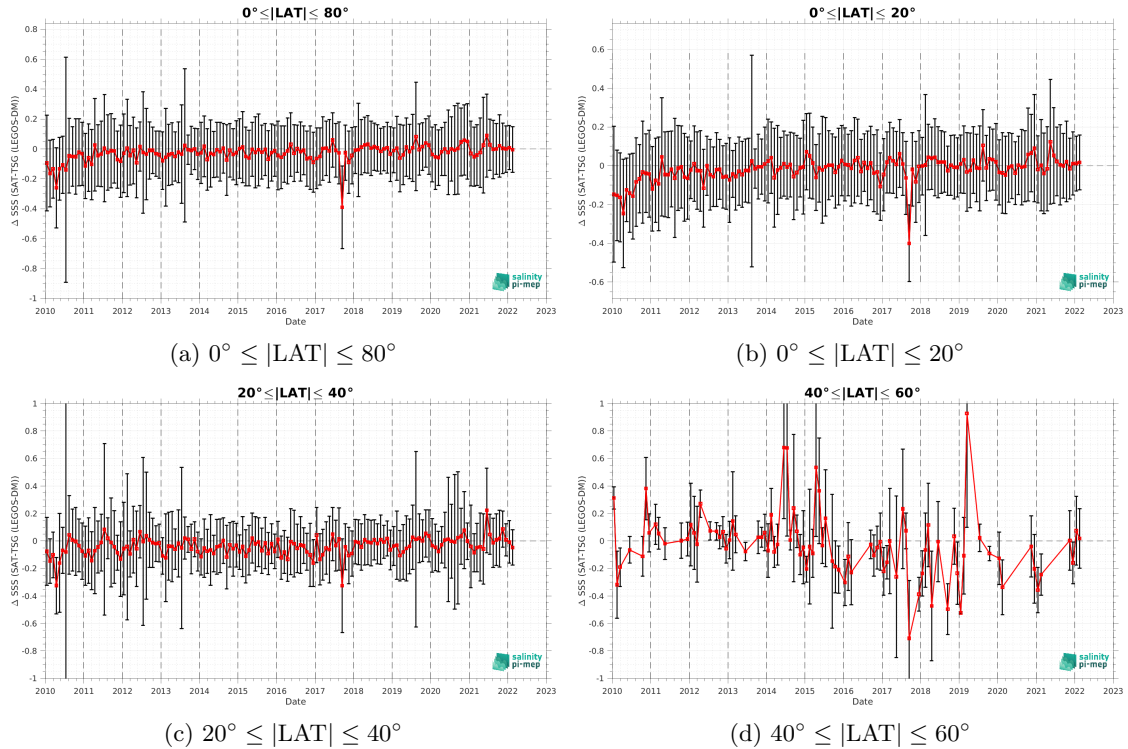 0°≤|LAT|≤ 80°
0.8
0.6
0.4
0.2
0
-0.2
-0.4
-0.6
-0.8
-1
Δ SSS (SAT-TSG (LEGOS-DM))
2010 2011 2012 2013 2014 2015 2016 2017 2018 2019 2020 2021 2022 2023
Date
salinity
pi-mep
(a) 0° ≤ |LAT| ≤ 80°
0°≤|LAT|≤ 20°
0.6
0.4
0.2
0
-0.2
-0.4
-0.6
Δ SSS (SAT-TSG (LEGOS-DM))
2010 2011 2012 2013 2014 2015 2016 2017 2018 2019 2020 2021 2022 2023
Date
salinity
pi-mep
(b) 0° ≤ |LAT| ≤ 20°
20°≤|LAT|≤ 40°
1
0.8
0.6
0.4
0.2
0
-0.2
-0.4
-0.6
-0.8
-1
Δ SSS (SAT-TSG (LEGOS-DM))
2010 2011 2012 2013 2014 2015 2016 2017 2018 2019 2020 2021 2022 2023
Date
salinity
pi-mep
(c) 20° ≤ |LAT| ≤ 40°
40°≤|LAT|≤ 60°
1
0.8
0.6
0.4
0.2
0
-0.2
-0.4
-0.6
-0.8
-1
Δ SSS (SAT-TSG (LEGOS-DM))
2010 2011 2012 2013 2014 2015 2016 2017 2018 2019 2020 2021 2022 2023
Date
salinity
pi-mep
(d) 40° ≤ |LAT| ≤ 60°